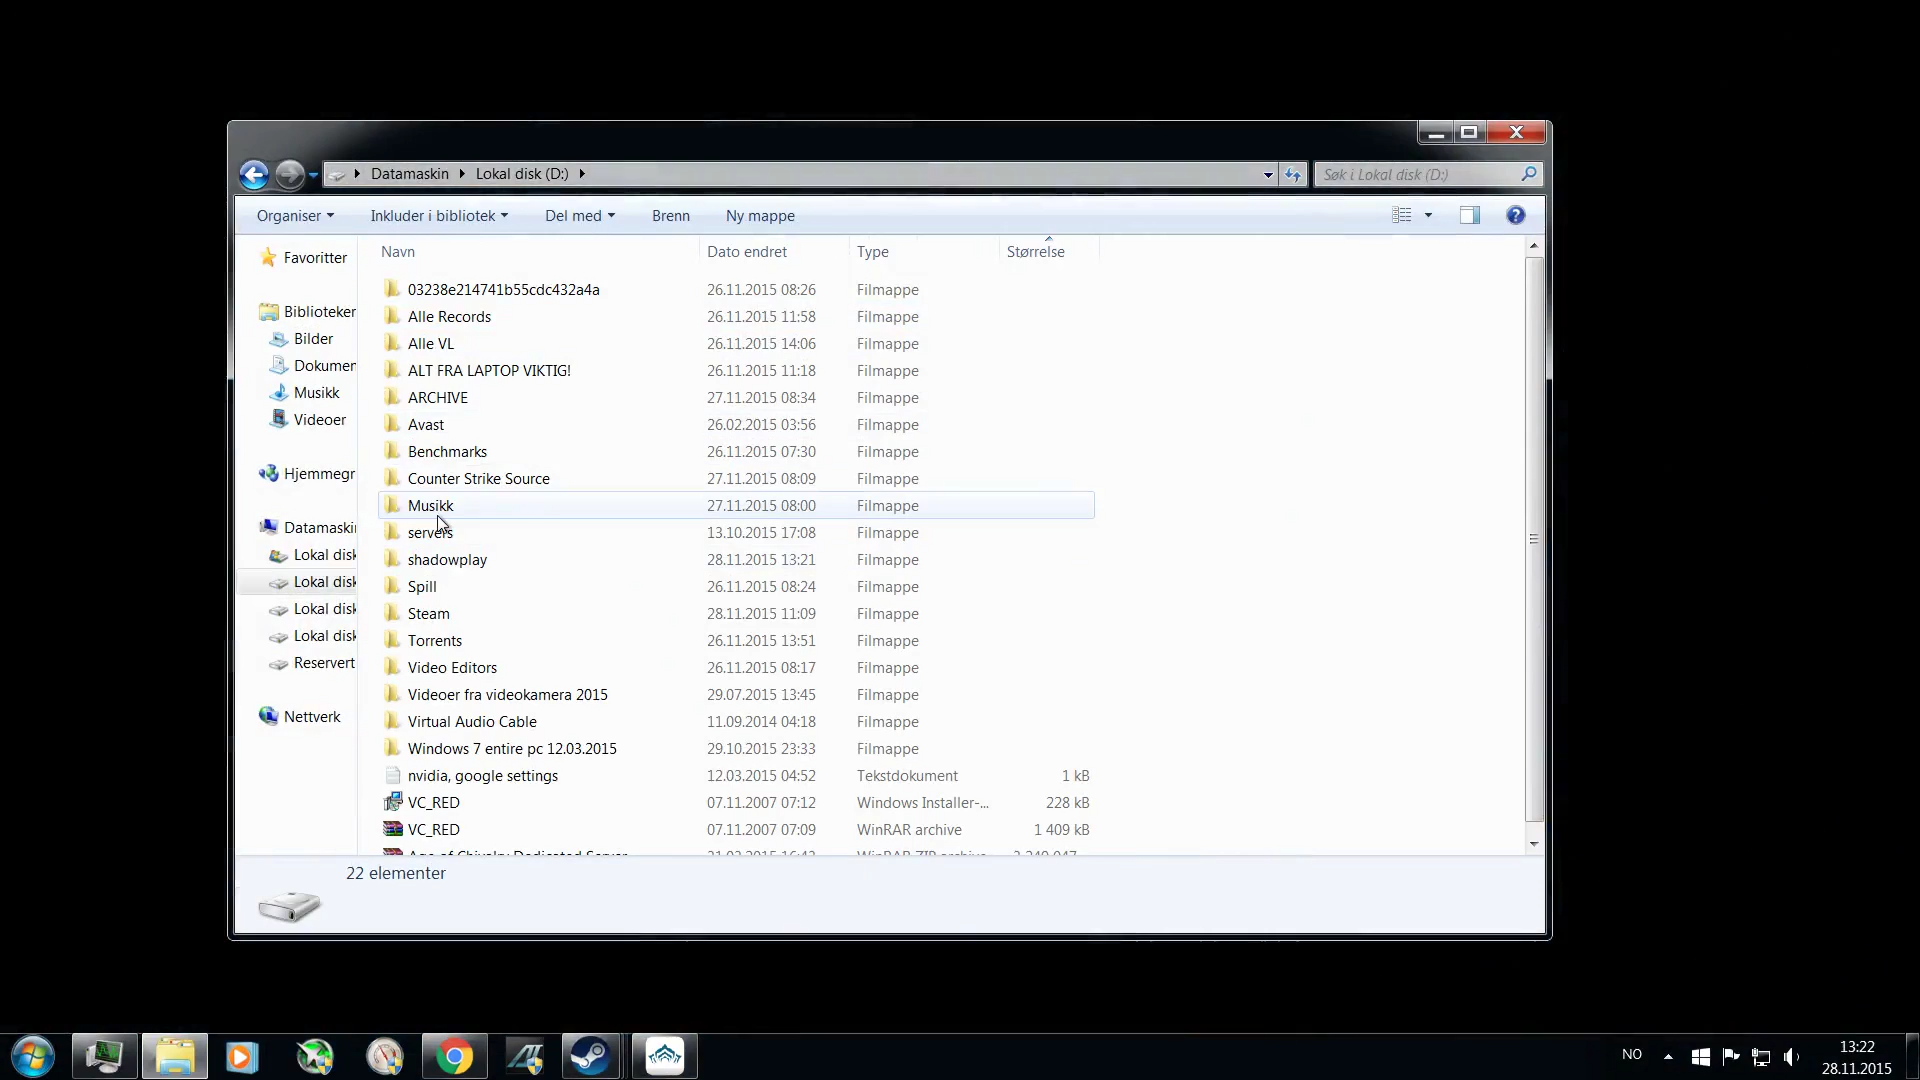 Datamaskin Lokal disk (D:)
Søk i Lokal disk (D:)
Organiser Inkluder i bibliotek Del med Brenn Ny mappe
Favoritter
Biblioteker
Bilder
Dokumen
Musikk
Videoer
Hjemmegr
Datamaskin
Lokal disk
Lokal disk
Lokal disk
Lokal disk
Reservert
Nettverk
Navn Dato endret Type Størrelse
03238e214741b55cdc432a4a 26.11.2015 08:26 Filmappe
Alle Records 26.11.2015 11:58 Filmappe
Alle VL 26.11.2015 14:06 Filmappe
ALT FRA LAPTOP VIKTIG! 26.11.2015 11:18 Filmappe
ARCHIVE 27.11.2015 08:34 Filmappe
Avast 26.02.2015 03:56 Filmappe
Benchmarks 26.11.2015 07:30 Filmappe
Counter Strike Source 27.11.2015 08:09 Filmappe
Musikk 27.11.2015 08:00 Filmappe
servers 13.10.2015 17:08 Filmappe
shadowplay 28.11.2015 13:21 Filmappe
Spill 26.11.2015 08:24 Filmappe
Steam 28.11.2015 11:09 Filmappe
Torrents 26.11.2015 13:51 Filmappe
Video Editors 26.11.2015 08:17 Filmappe
Videoer fra videokamera 2015 29.07.2015 13:45 Filmappe
Virtual Audio Cable 11.09.2014 04:18 Filmappe
Windows 7 entire pc 12.03.2015 29.10.2015 23:33 Filmappe
nvidia, google settings 12.03.2015 04:52 Tekstdokument 1 kB
VC_RED 07.11.2007 07:12 Windows Installer-... 228 kB
VC_RED 07.11.2007 07:09 WinRAR archive 1 409 kB
Age of Chivalry Dedicated Server WinRAR ZIP archive
22 elementer
NO
13:22
28.11.2015